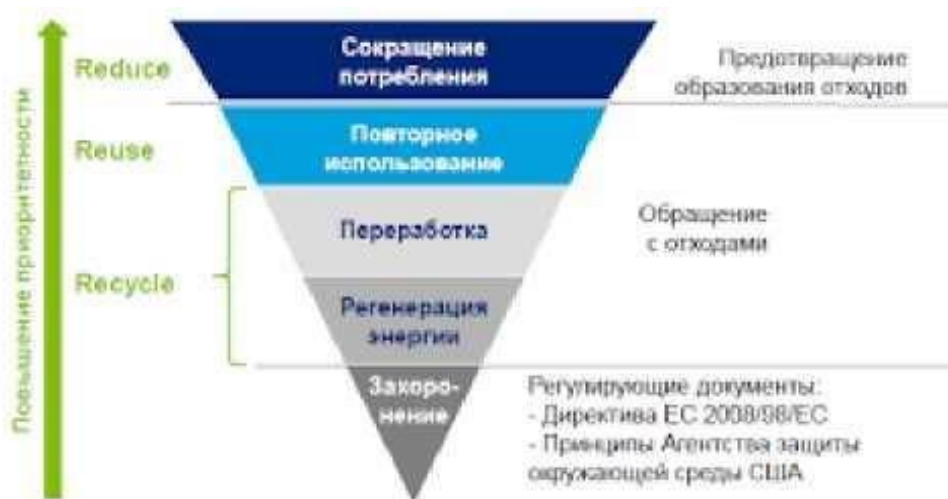 Повышение приоритетности
Reduce
Сокращение
потребления
Предотвращение
образования отходов
Reuse
Повторное
использование
Recycle
Переработка
Регенерация
энергии
Обращение
с отходами
Захоро-
нение
Регулирующие документы:
- Директива ЕС 2008/98/ЕС
- Принципы Агентства защиты
окружающей среды США